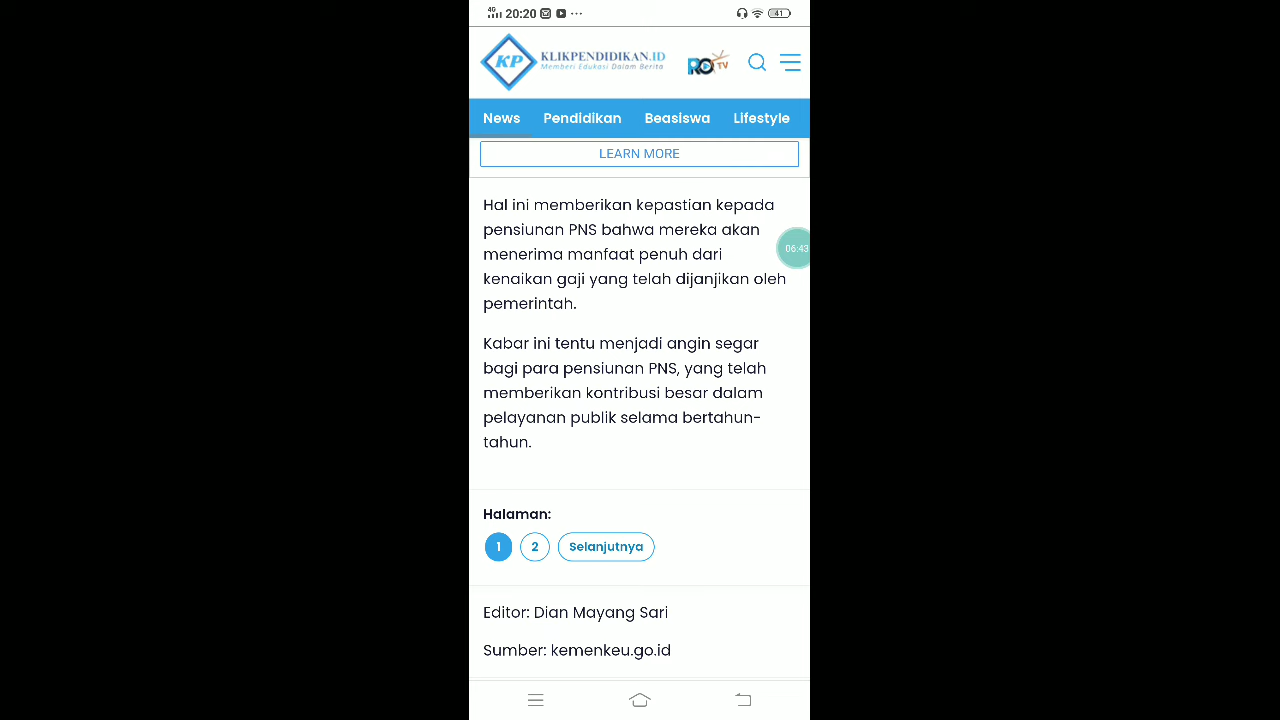 4G 20:20 41
KP KLIKPENDIDIKAN.ID
Memberi Edukasi Dalam Berita
RO TV
News Pendidikan Beasiswa Lifestyle
LEARN MORE
Hal ini memberikan kepastian kepada
pensiunan PNS bahwa mereka akan
menerima manfaat penuh dari
kenaikan gaji yang telah dijanjikan oleh
pemerintah.
06:43
Kabar ini tentu menjadi angin segar
bagi para pensiunan PNS, yang telah
memberikan kontribusi besar dalam
pelayanan publik selama bertahun-
tahun.
Halaman:
1 2 Selanjutnya
Editor: Dian Mayang Sari
Sumber: kemenkeu.go.id